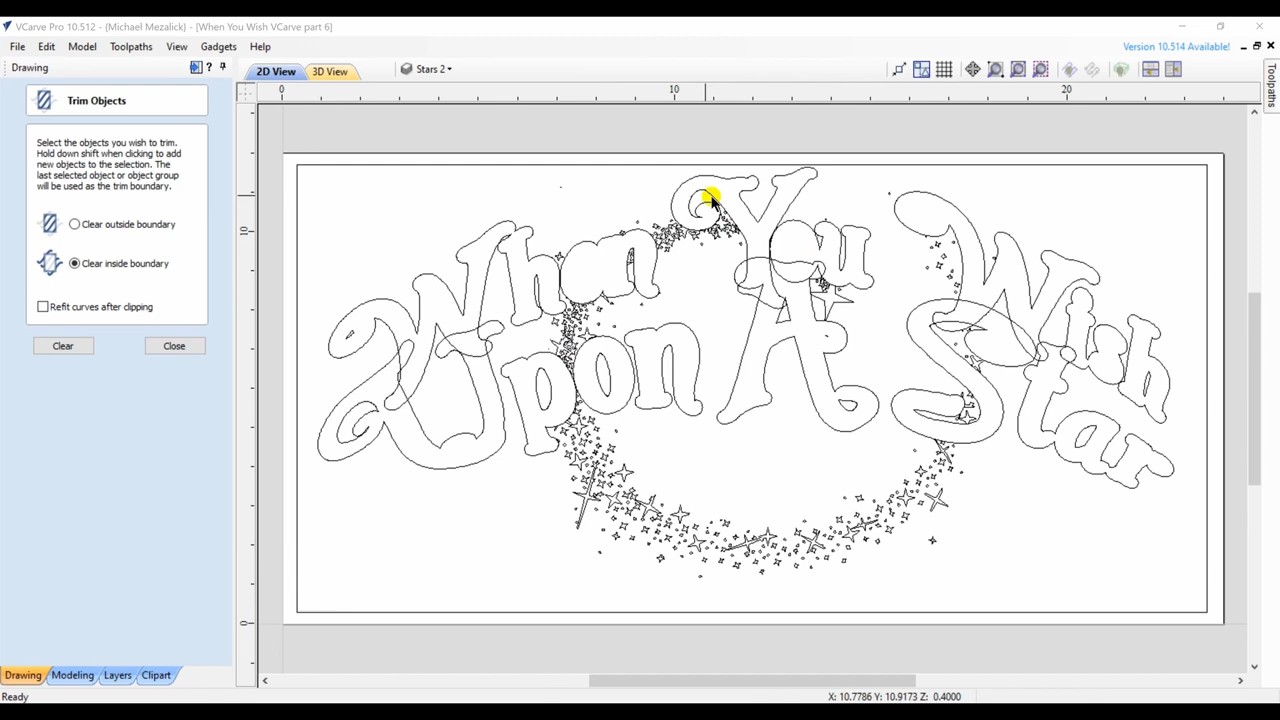 VCarve Pro 10.512 - {Michael Mezalick} - [When You Wish VCarve part 6]
File Edit Model Toolpaths View Gadgets Help
Version 10.514 Available!
Drawing
2D View 3D View Stars 2
Toolpaths
Trim Objects
0 10 20
Select the objects you wish to trim.
Hold down shift when clicking to add
new objects to the selection. The
last selected object or object group
will be used as the trim boundary.
Clear outside boundary
Clear inside boundary
Refit curves after clipping
Clear Close
10
0
When You Wish
Upon A Star
Drawing Modeling Layers Clipart
Ready
X: 10.7786 Y: 10.9173 Z: 0.4000